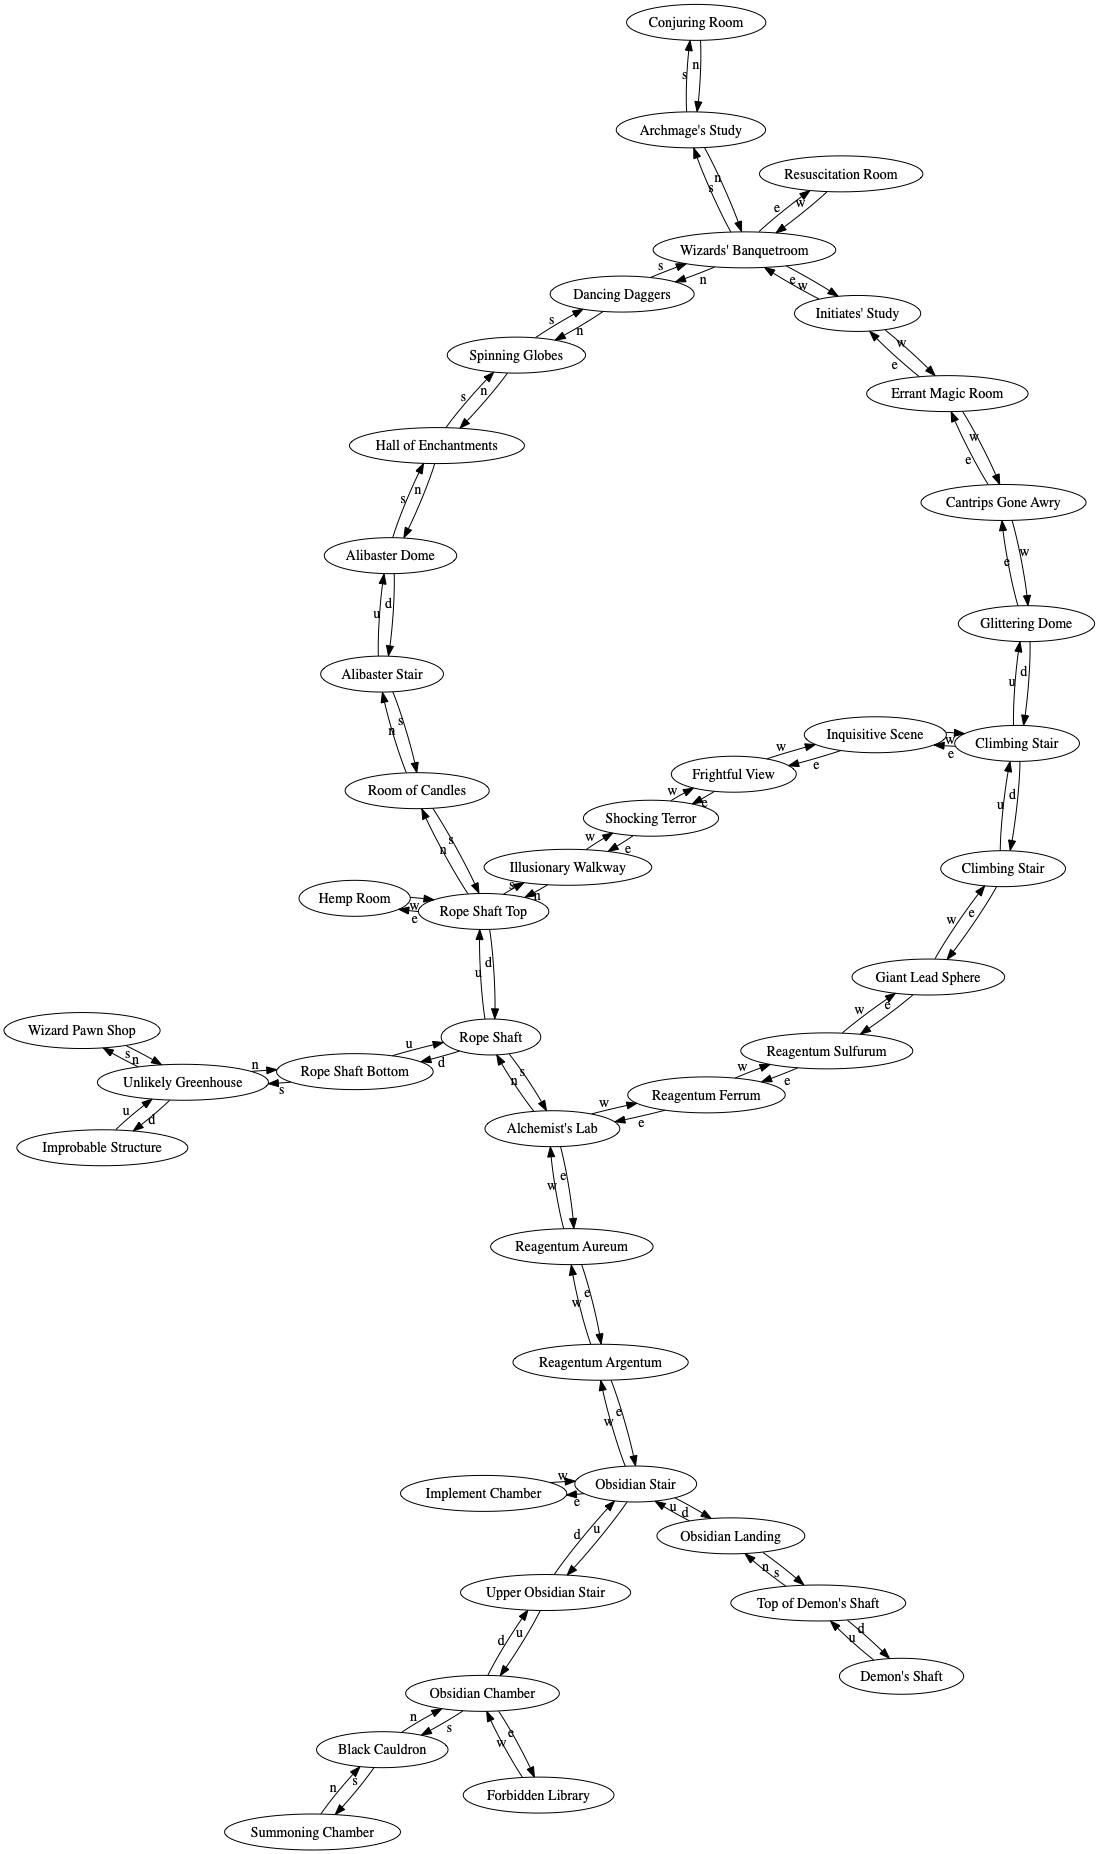 Conjuring Room
s
n
Archmage's Study
n
s
Resuscitation Room
e
w
Wizards' Banquetroom
s
n
e
w
Dancing Daggers
Initiates' Study
s
n
w
e
Spinning Globes
Errant Magic Room
s
n
w
e
Hall of Enchantments
Cantrips Gone Awry
s
n
w
e
Alibaster Dome
Glittering Dome
u
d
u
d
Alibaster Stair
s
n
Inquisitive Scene
w
e
Climbing Stair
w
e
Frightful View
w
e
Room of Candles
Shocking Terror
u
d
s
n
w
e
Illusionary Walkway
Climbing Stair
s
n
Hemp Room
w
e
Rope Shaft Top
w
e
u
d
Giant Lead Sphere
w
e
Wizard Pawn Shop
Rope Shaft
s
n
u
d
Reagentum Sulfurum
n
s
Rope Shaft Bottom
s
n
w
e
Unlikely Greenhouse
Reagentum Ferrum
u
d
w
e
Alchemist's Lab
Improbable Structure
w
e
Reagentum Aureum
e
w
Reagentum Argentum
e
w
Implement Chamber
w
e
Obsidian Stair
u
d
d
u
Obsidian Landing
n
s
Upper Obsidian Stair
Top of Demon's Shaft
d
u
d
u
Demon's Shaft
Obsidian Chamber
n
s
e
w
Black Cauldron
n
s
Forbidden Library
Summoning Chamber